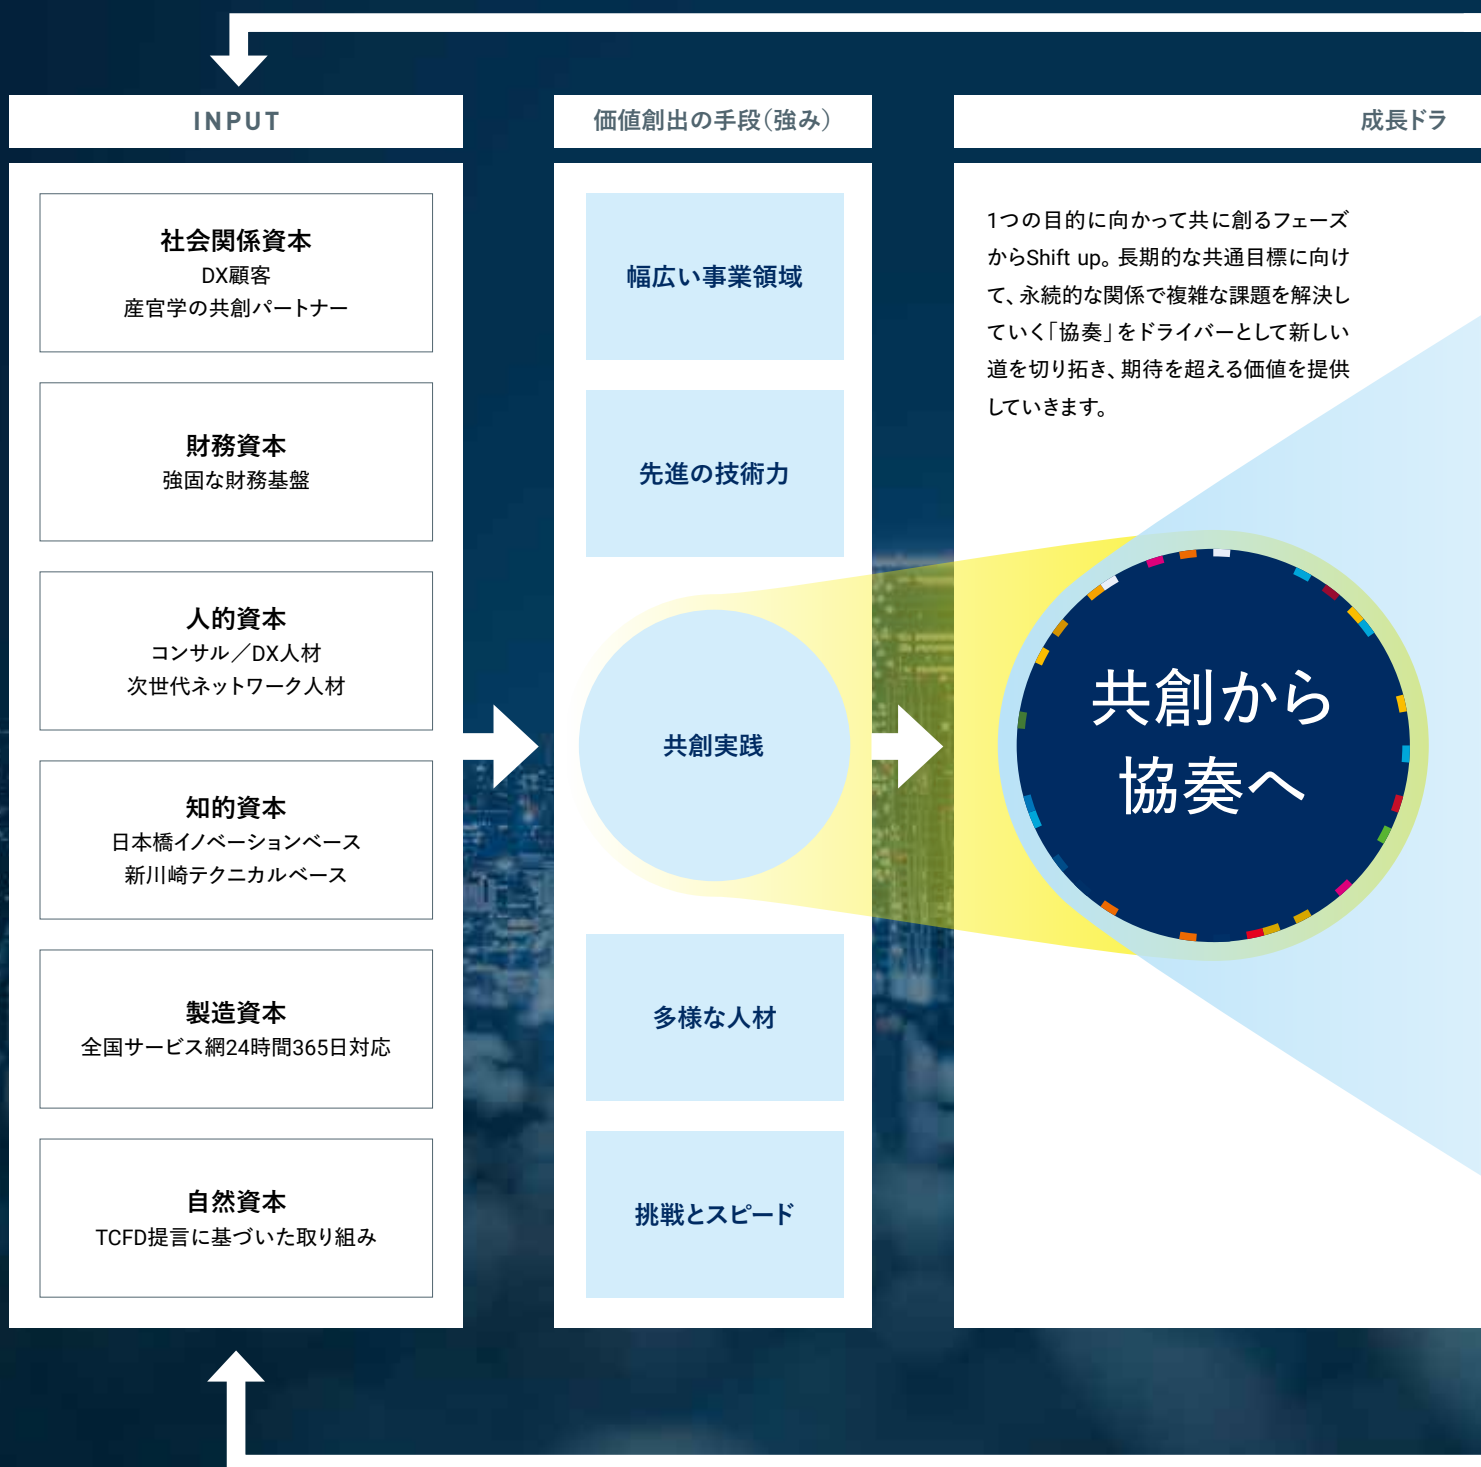 INPUT
社会関係資本
DX顧客
産官学の共創パートナー
財務資本
強固な財務基盤
人的資本
コンサル／DX人材
次世代ネットワーク人材
知的資本
日本橋イノベーションベース
新川崎テクニカルベース
製造資本
全国サービス網24時間365日対応
自然資本
TCFD提言に基づいた取り組み
価値創出の手段（強み）
幅広い事業領域
先進の技術力
共創実践
多様な人材
挑戦とスピード
成長ドラ
1つの目的に向かって共に創るフェーズ
からShift up。長期的な共通目標に向け
て、永続的な関係で複雑な課題を解決し
ていく「協奏」をドライバーとして新しい
道を切り拓き、期待を超える価値を提供
していきます。
共創から
協奏へ